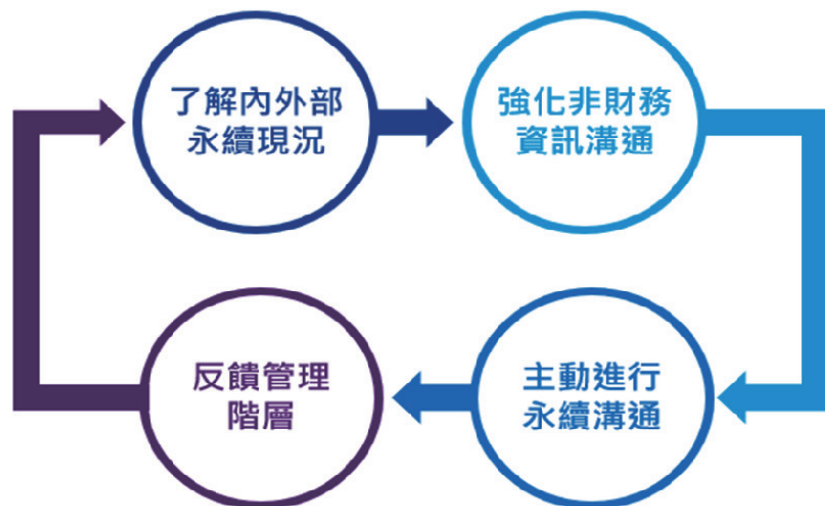 了解內外部
永續現況
強化非財務
資訊溝通
主動進行
永續溝通
反饋管理
階層